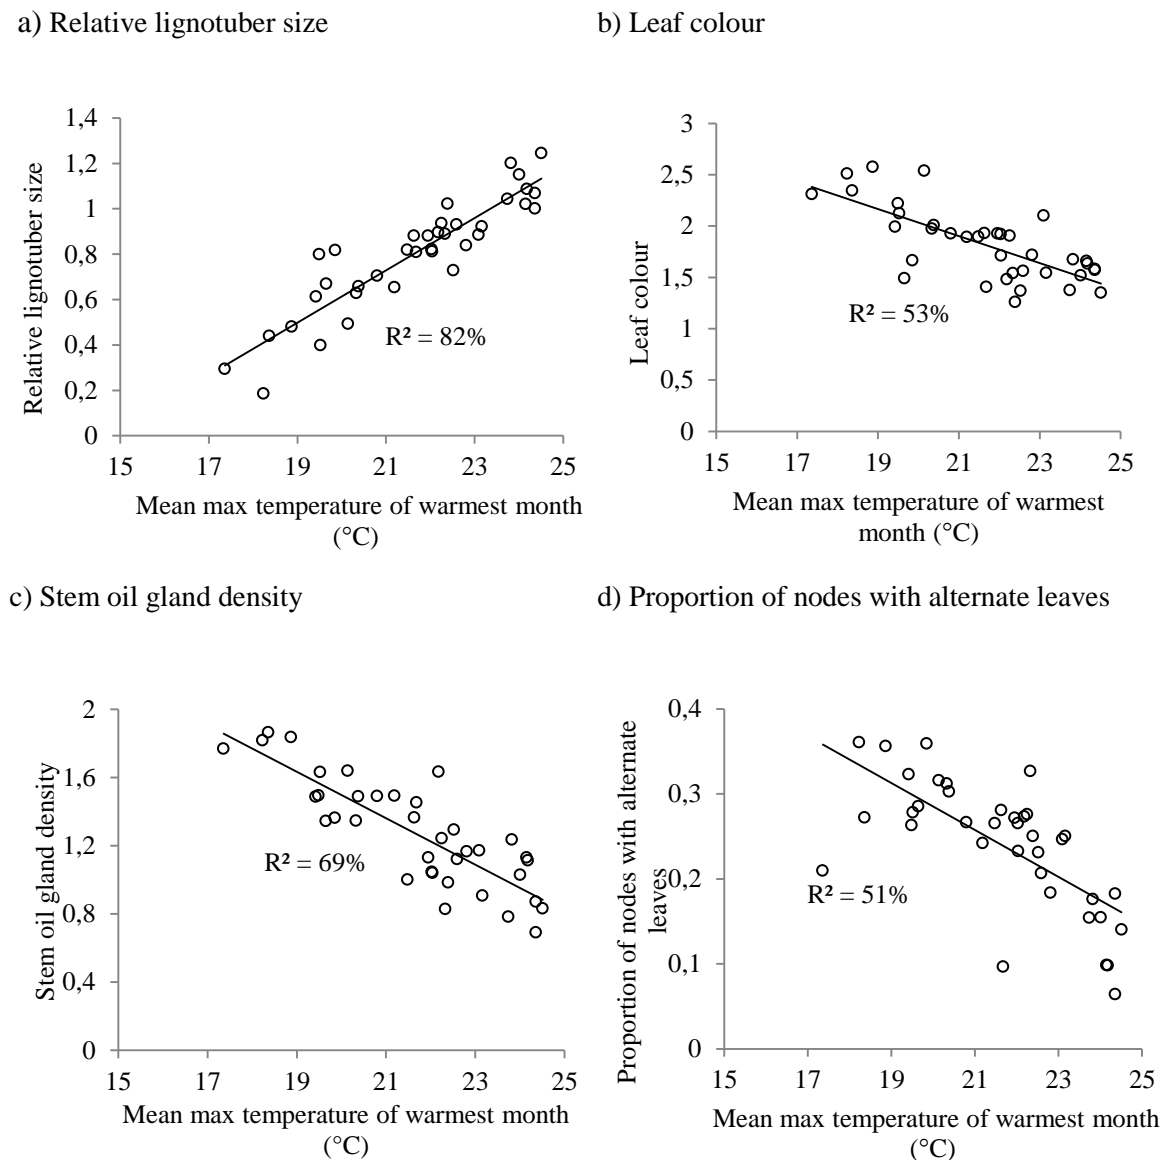 a) Relative lignotuber size
Relative lignotuber size
1,4
1,2
1
0,8
0,6
0,4
0,2
0
15 17 19 21 23 25
R² = 82%
Mean max temperature of warmest month
(°C)
b) Leaf colour
Leaf colour
3
2,5
2
1,5
1
0,5
0
15 17 19 21 23 25
R² = 53%
Mean max temperature of warmest
month (°C)
c) Stem oil gland density
Stem oil gland density
2
1,6
1,2
0,8
0,4
0
15 17 19 21 23 25
R² = 69%
Mean max temperature of warmest month
(°C)
d) Proportion of nodes with alternate leaves
Proportion of nodes with alternate
leaves
0,4
0,3
0,2
0,1
0
15 17 19 21 23 25
R² = 51%
Mean max temperature of warmest month
(°C)